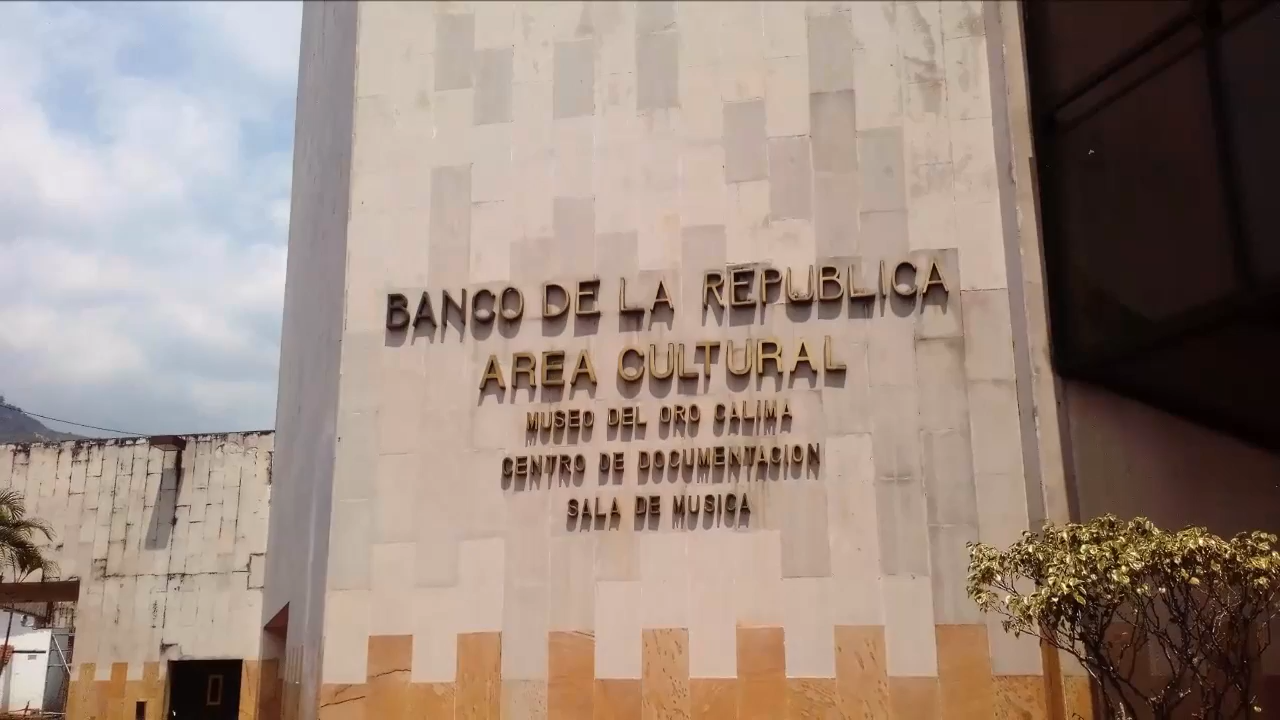 BANCO DE LA REPUBLICA
AREA CULTURAL
MUSEO DEL ORO CALIMA
CENTRO DE DOCUMENTACION
SALA DE MUSICA